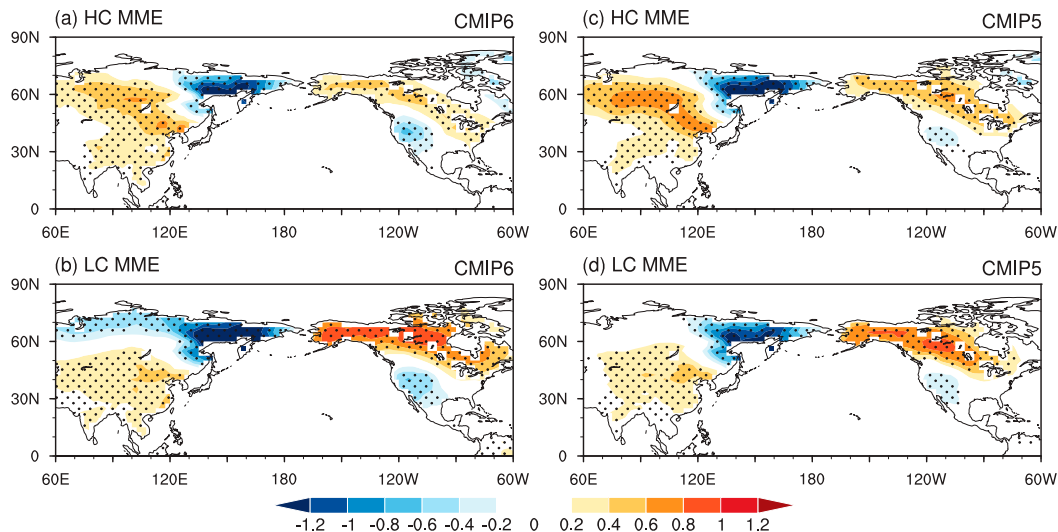 (a) HC MME CMIP6 (c) HC MME CMIP5
90N 90N
60N 60N
30N 30N
0 0
60E 120E 180 120W 60W 60E 120E 180 120W 60W
(b) LC MME CMIP6 (d) LC MME CMIP5
90N 90N
60N 60N
30N 30N
0 0
60E 120E 180 120W 60W 60E 120E 180 120W 60W
-1.2 -1 -0.8 -0.6 -0.4 -0.2 0 0.2 0.4 0.6 0.8 1 1.2